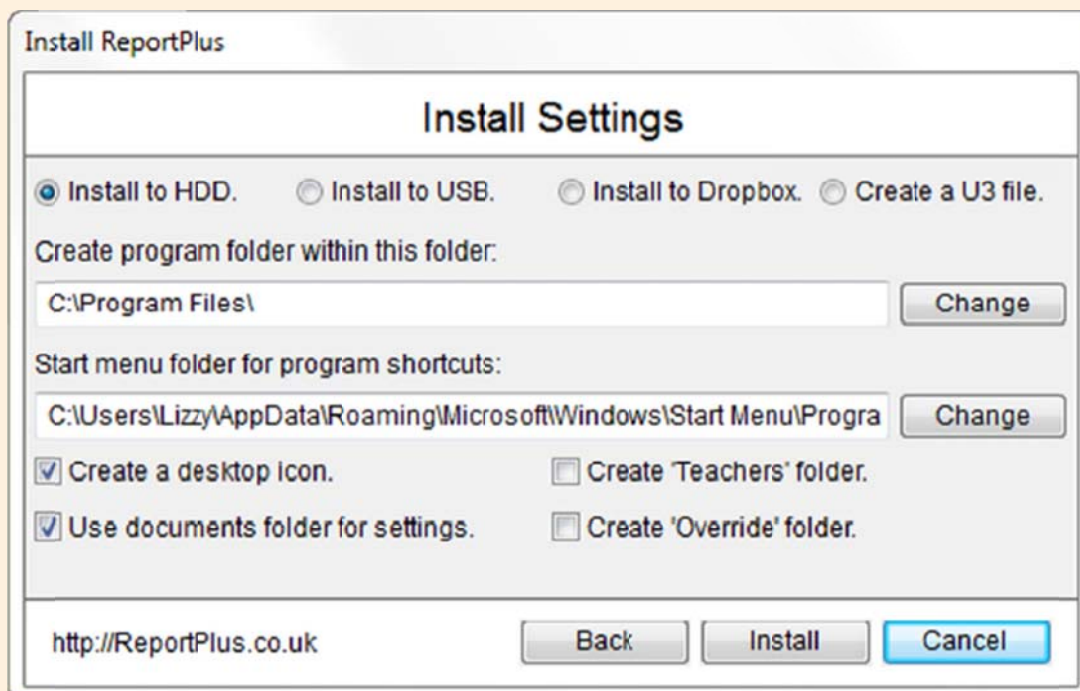 Install ReportPlus
Install Settings
Install to HDD. Install to USB. Install to Dropbox. Create a U3 file.
Create program folder within this folder:
C:\Program Files\ Change
Start menu folder for program shortcuts:
C:\Users\Lizzy\AppData\Roaming\Microsoft\Windows\Start Menu\Progra Change
Create a desktop icon. Create 'Teachers' folder.
Use documents folder for settings. Create 'Override' folder.
http://ReportPlus.co.uk Back Install Cancel